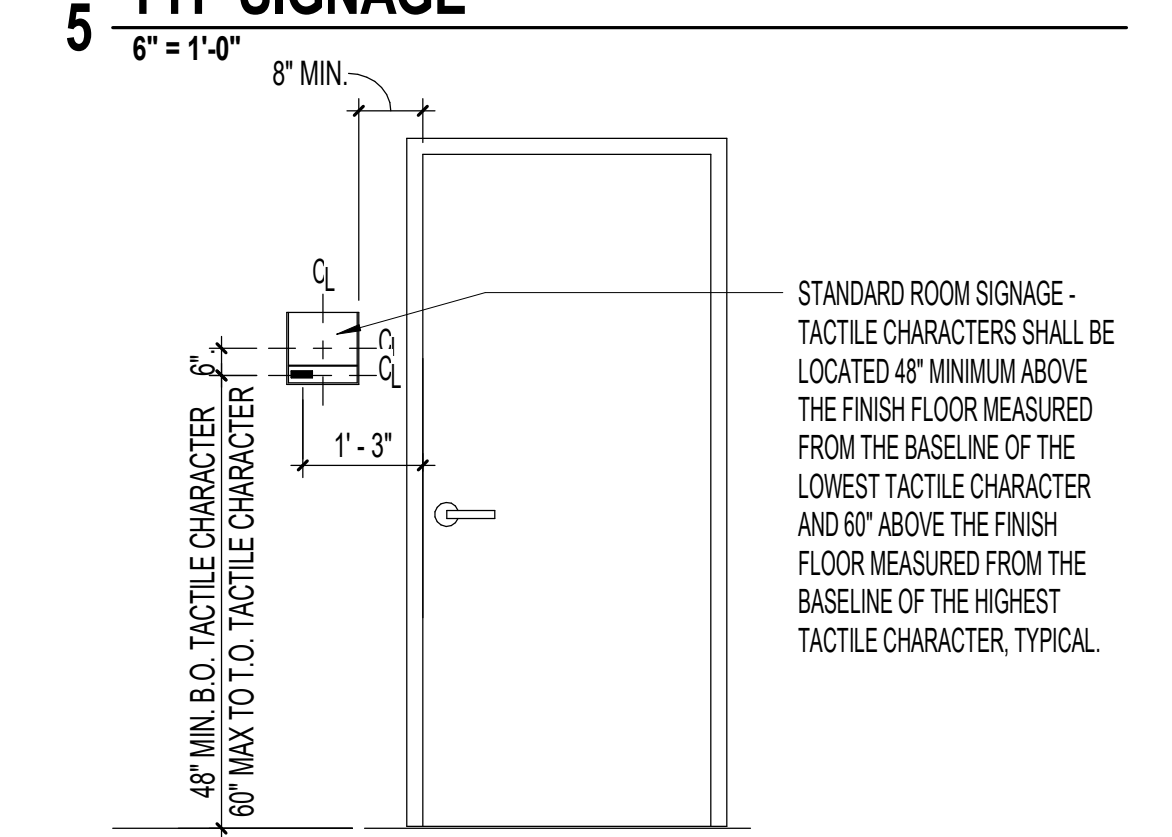 5 TYP SIGNAGE
6" = 1'-0"
8" MIN.
CL
CL
CL
6"
1' - 3"
48" MIN. B.O. TACTILE CHARACTER
60" MAX TO T.O. TACTILE CHARACTER
STANDARD ROOM SIGNAGE -
TACTILE CHARACTERS SHALL BE
LOCATED 48" MINIMUM ABOVE
THE FINISH FLOOR MEASURED
FROM THE BASELINE OF THE
LOWEST TACTILE CHARACTER
AND 60" ABOVE THE FINISH
FLOOR MEASURED FROM THE
BASELINE OF THE HIGHEST
TACTILE CHARACTER, TYPICAL.